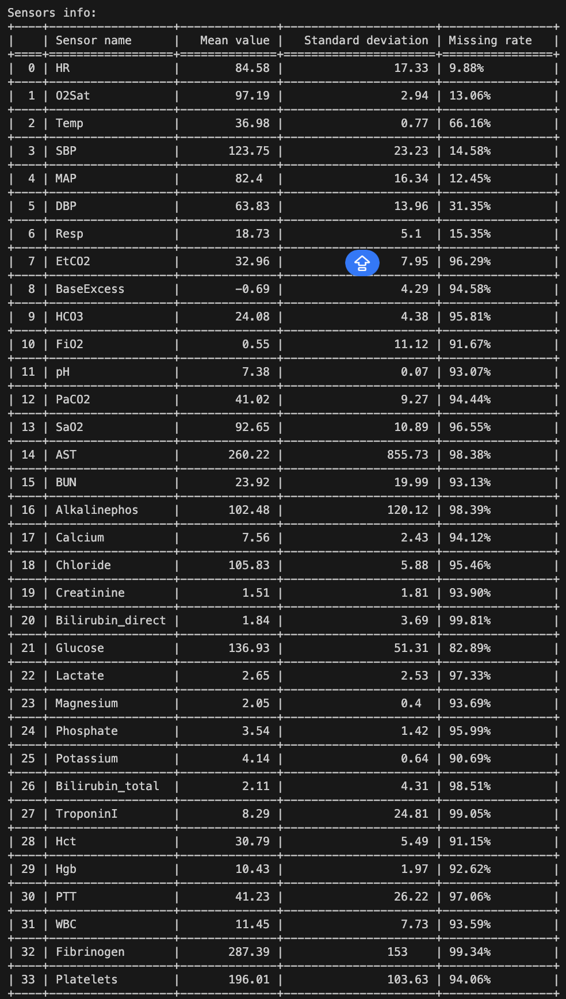 Sensors info:
+----+------------------+--------------+----------------------+----------------+
|    | Sensor name      |   Mean value |   Standard deviation | Missing rate   |
+====+==================+==============+======================+================+
|  0 | HR               |        84.58 |                17.33 | 9.88%          |
+----+------------------+--------------+----------------------+----------------+
|  1 | O2Sat            |        97.19 |                 2.94 | 13.06%         |
+----+------------------+--------------+----------------------+----------------+
|  2 | Temp             |        36.98 |                 0.77 | 66.16%         |
+----+------------------+--------------+----------------------+----------------+
|  3 | SBP              |       123.75 |                23.23 | 14.58%         |
+----+------------------+--------------+----------------------+----------------+
|  4 | MAP              |        82.4  |                16.34 | 12.45%         |
+----+------------------+--------------+----------------------+----------------+
|  5 | DBP              |        63.83 |                13.96 | 31.35%         |
+----+------------------+--------------+----------------------+----------------+
|  6 | Resp             |        18.73 |                 5.1  | 15.35%         |
+----+------------------+--------------+----------------------+----------------+
|  7 | EtCO2            |        32.96 |                 7.95 | 96.29%         |
+----+------------------+--------------+----------------------+----------------+
|  8 | BaseExcess       |        -0.69 |                 4.29 | 94.58%         |
+----+------------------+--------------+----------------------+----------------+
|  9 | HCO3             |        24.08 |                 4.38 | 95.81%         |
+----+------------------+--------------+----------------------+----------------+
| 10 | FiO2             |         0.55 |                11.12 | 91.67%         |
+----+------------------+--------------+----------------------+----------------+
| 11 | pH               |         7.38 |                 0.07 | 93.07%         |
+----+------------------+--------------+----------------------+----------------+
| 12 | PaCO2            |        41.02 |                 9.27 | 94.44%         |
+----+------------------+--------------+----------------------+----------------+
| 13 | SaO2             |        92.65 |                10.89 | 96.55%         |
+----+------------------+--------------+----------------------+----------------+
| 14 | AST              |       260.22 |               855.73 | 98.38%         |
+----+------------------+--------------+----------------------+----------------+
| 15 | BUN              |        23.92 |                19.99 | 93.13%         |
+----+------------------+--------------+----------------------+----------------+
| 16 | Alkalinephos     |       102.48 |               120.12 | 98.39%         |
+----+------------------+--------------+----------------------+----------------+
| 17 | Calcium          |         7.56 |                 2.43 | 94.12%         |
+----+------------------+--------------+----------------------+----------------+
| 18 | Chloride         |       105.83 |                 5.88 | 95.46%         |
+----+------------------+--------------+----------------------+----------------+
| 19 | Creatinine       |         1.51 |                 1.81 | 93.90%         |
+----+------------------+--------------+----------------------+----------------+
| 20 | Bilirubin_direct |         1.84 |                 3.69 | 99.81%         |
+----+------------------+--------------+----------------------+----------------+
| 21 | Glucose          |       136.93 |                51.31 | 82.89%         |
+----+------------------+--------------+----------------------+----------------+
| 22 | Lactate          |         2.65 |                 2.53 | 97.33%         |
+----+------------------+--------------+----------------------+----------------+
| 23 | Magnesium        |         2.05 |                 0.4  | 93.69%         |
+----+------------------+--------------+----------------------+----------------+
| 24 | Phosphate        |         3.54 |                 1.42 | 95.99%         |
+----+------------------+--------------+----------------------+----------------+
| 25 | Potassium        |         4.14 |                 0.64 | 90.69%         |
+----+------------------+--------------+----------------------+----------------+
| 26 | Bilirubin_total  |         2.11 |                 4.31 | 98.51%         |
+----+------------------+--------------+----------------------+----------------+
| 27 | TroponinI        |         8.29 |                24.81 | 99.05%         |
+----+------------------+--------------+----------------------+----------------+
| 28 | Hct              |        30.79 |                 5.49 | 91.15%         |
+----+------------------+--------------+----------------------+----------------+
| 29 | Hgb              |        10.43 |                 1.97 | 92.62%         |
+----+------------------+--------------+----------------------+----------------+
| 30 | PTT              |        41.23 |                26.22 | 97.06%         |
+----+------------------+--------------+----------------------+----------------+
| 31 | WBC              |        11.45 |                 7.73 | 93.59%         |
+----+------------------+--------------+----------------------+----------------+
| 32 | Fibrinogen       |       287.39 |               153    | 99.34%         |
+----+------------------+--------------+----------------------+----------------+
| 33 | Platelets        |       196.01 |               103.63 | 94.06%         |
+----+------------------+--------------+----------------------+----------------+